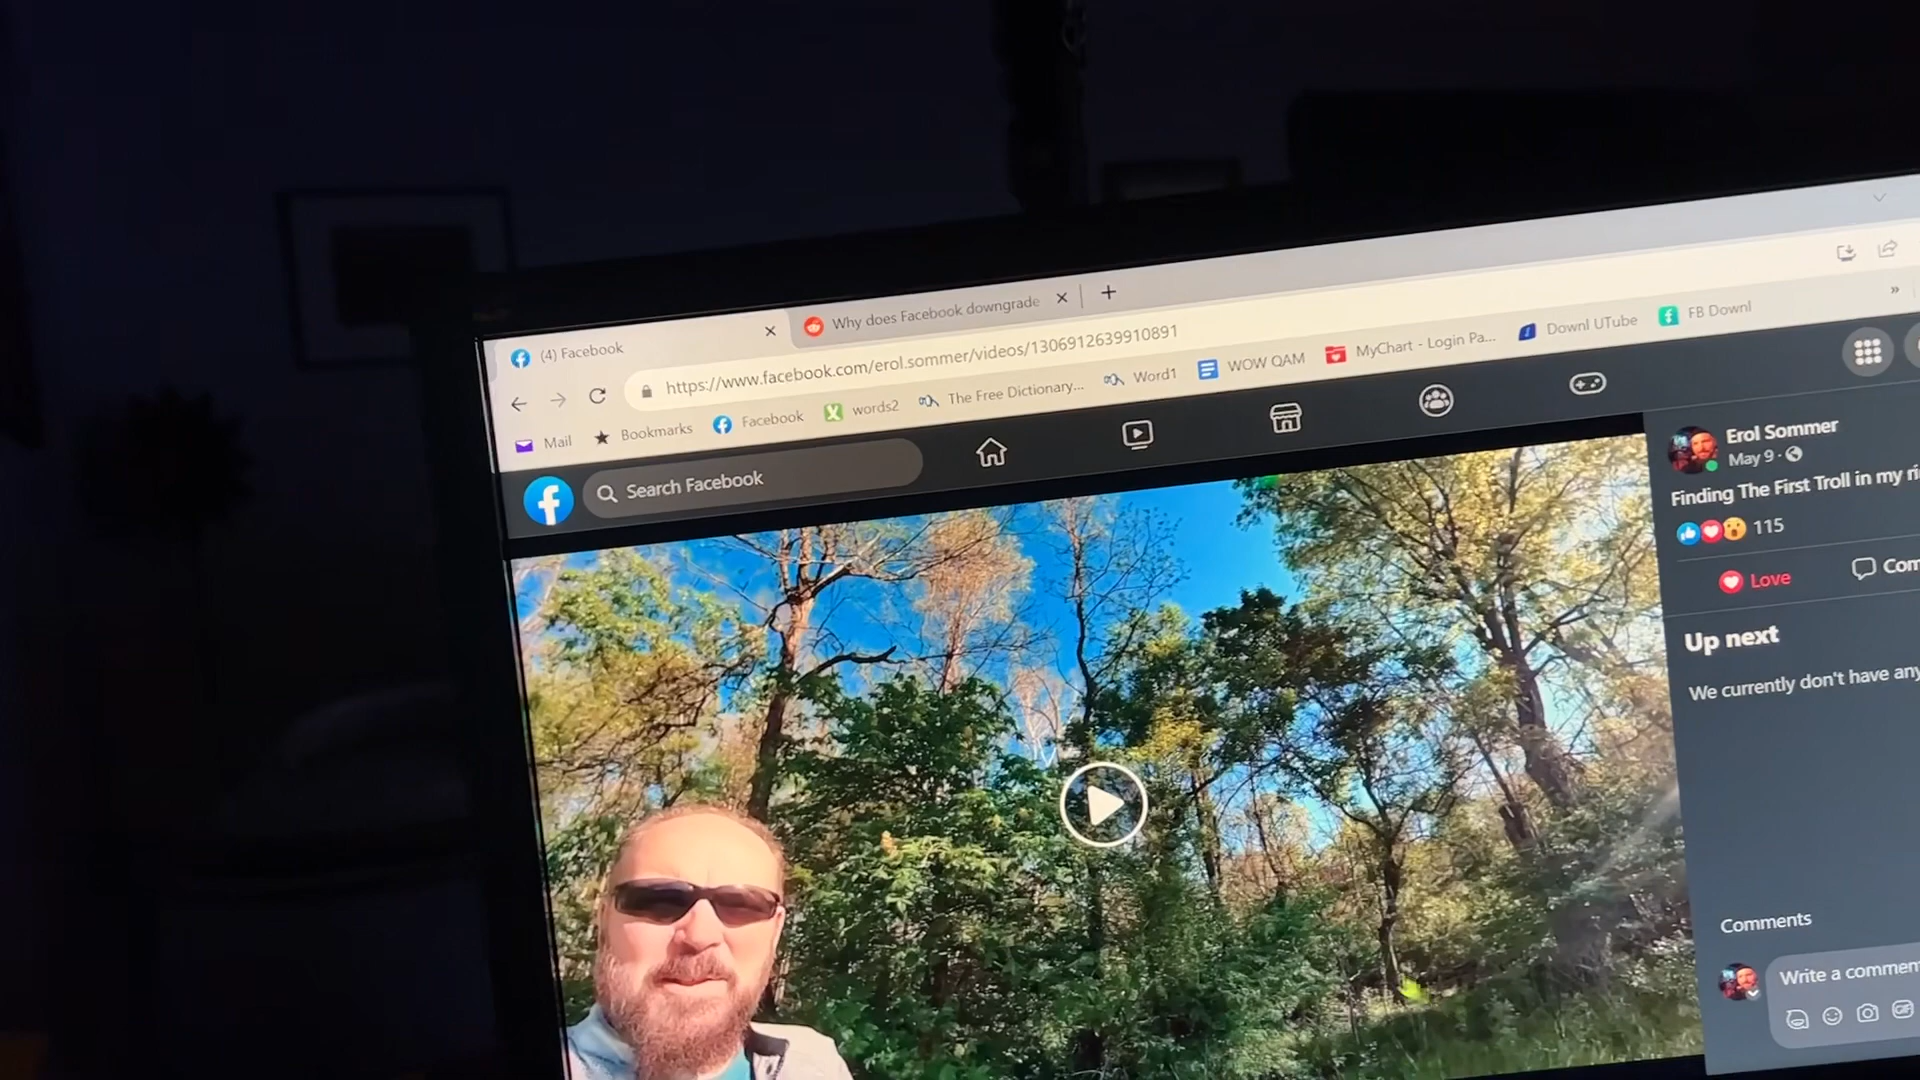 (4) Facebook
Why does Facebook downgrade
https://www.facebook.com/erol.sommer/videos/1306912639910891
Mail
Bookmarks
Facebook
words2
The Free Dictionary...
Word1
WOW QAM
MyChart - Login Pa...
Downl UTube
FB Downl
Search Facebook
Erol Sommer
May 9
Finding The First Troll in my
115
Love
Up next
We currently don't have any
Comments
Write a
GIF